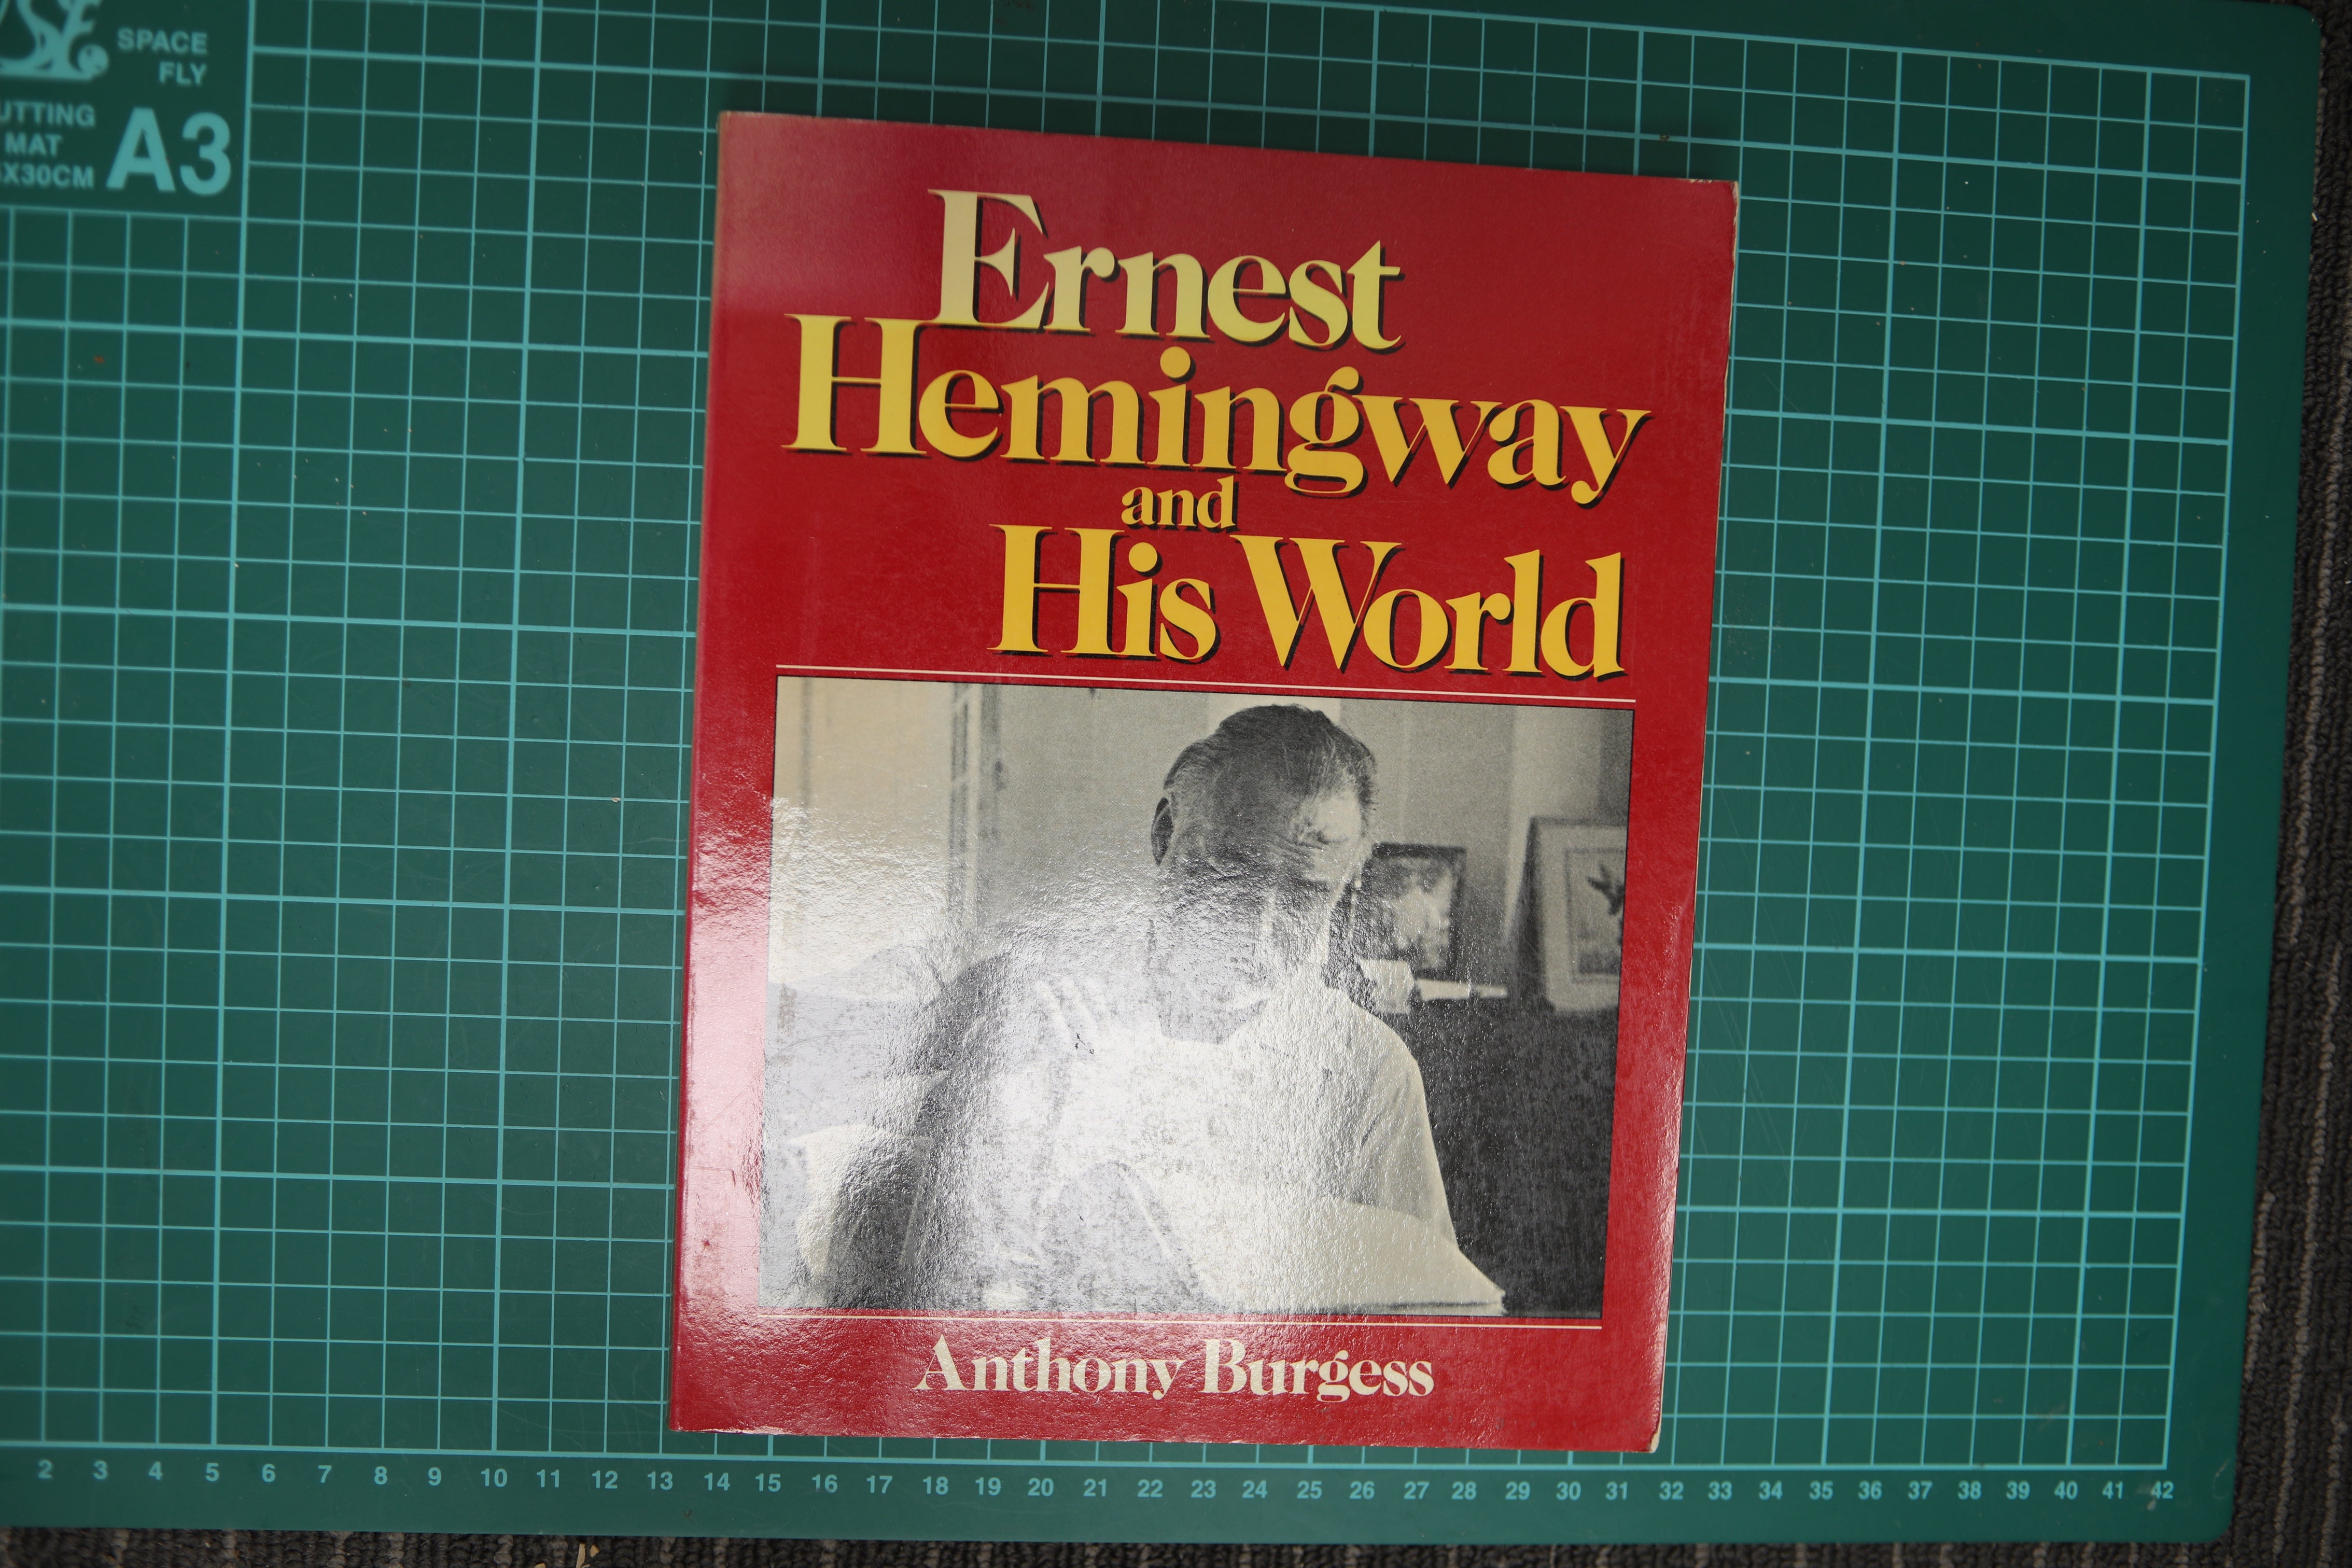 SPACE
FLY
MAT
X30CM
A3
Ernest
Hemingway
and
His World
Anthony Burgess
2 3 4 5 6 7 8 9 10 11 12 13 14 15 16 17 18 19 20 21 22 23 24 25 26 27 28 29 30 31 32 33 34 35 36 37 38 39 40 41 42